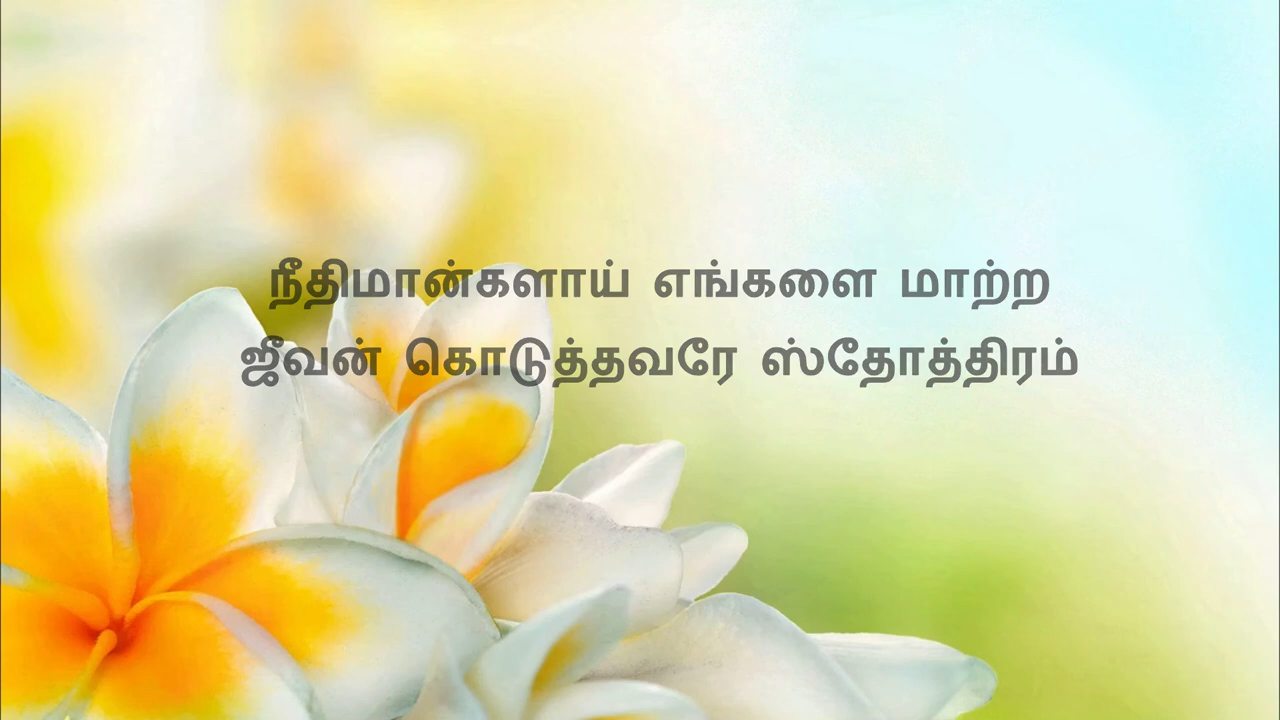 நீதிமான்களாய் எங்களை மாற்ற
ஜீவன் கொடுத்தவரே ஸ்தோத்திரம்